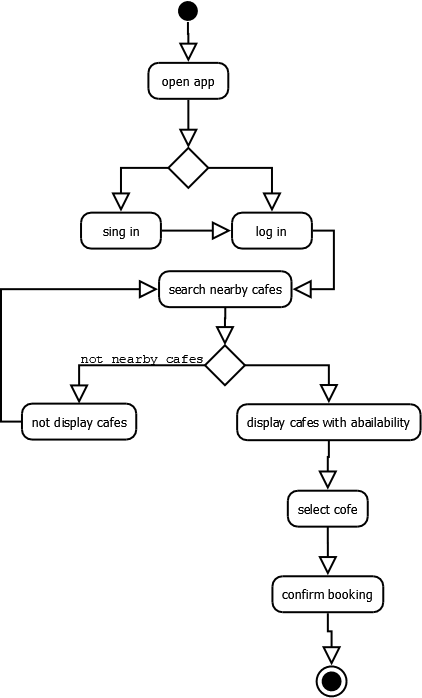 open app
sing in
log in
search nearby cafes
not nearby cafes
not display cafes
display cafes with abailability
select cofe
confirm booking